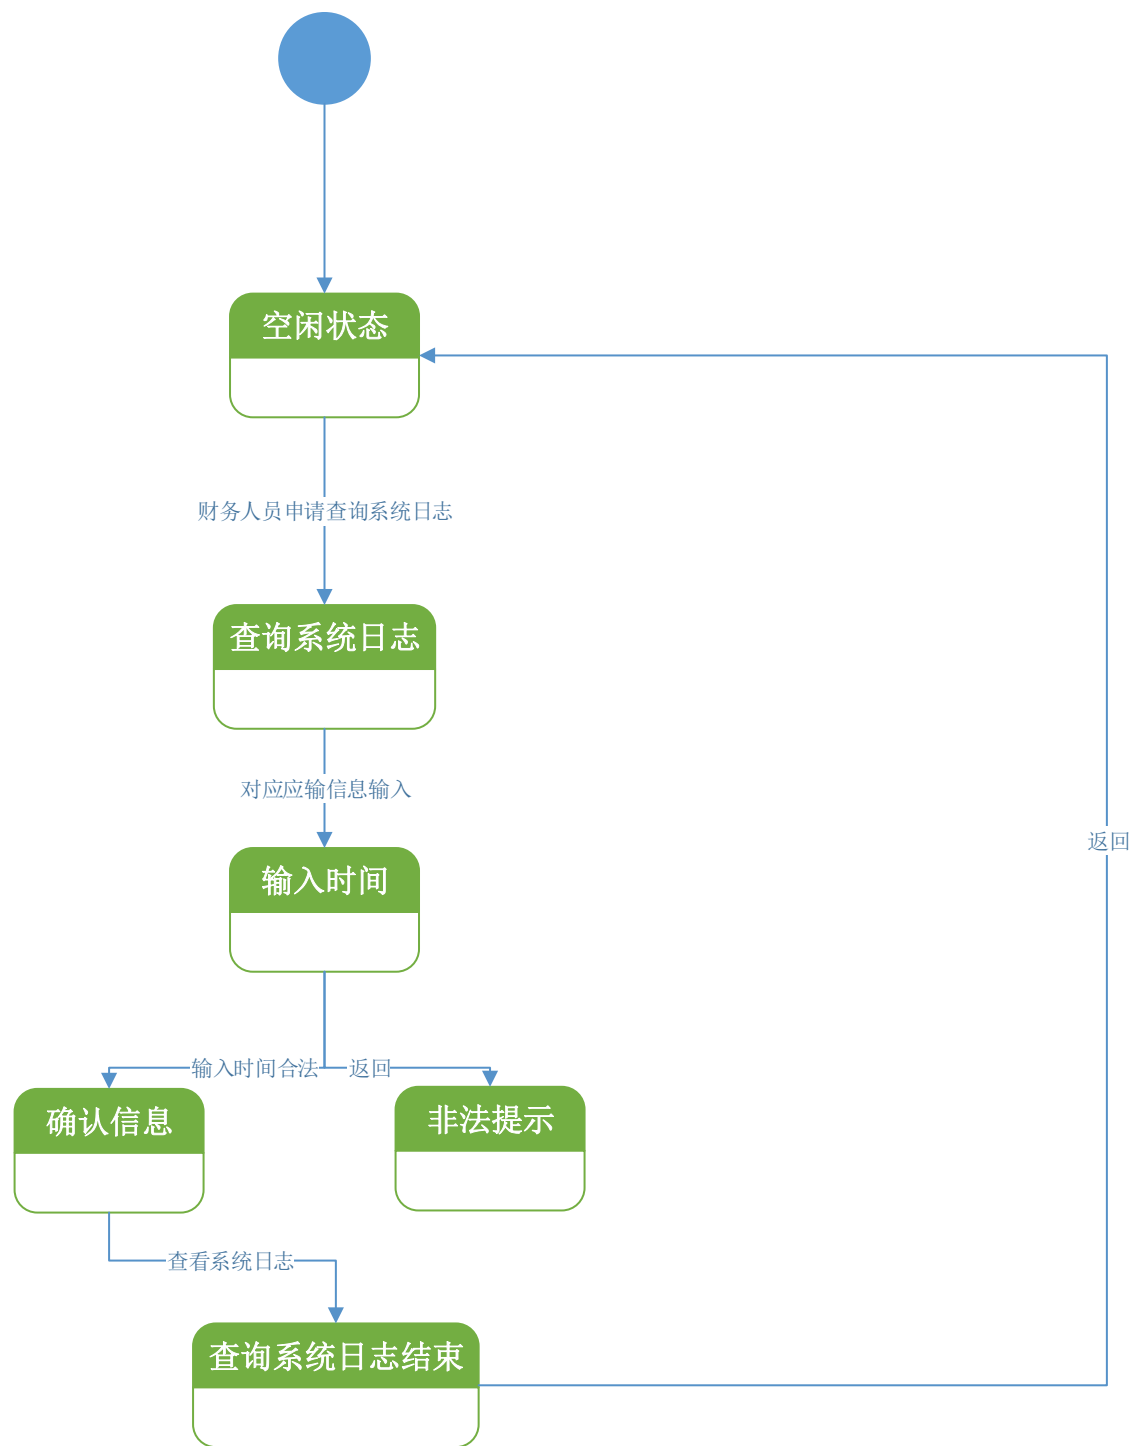 空闲状态
财务人员申请查询系统日志
查询系统日志
对应应输信息输入
返回
输入时间
输入时间合法
返回
确认信息
非法提示
查看系统日志
查询系统日志结束